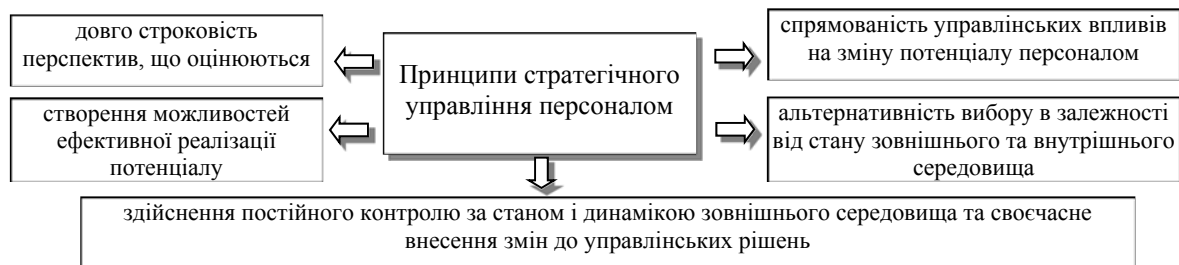 довго строковість
перспектив, що оцінюються
створення можливостей
ефективної реалізації
потенціалу
Принципи стратегічного
управління персоналом
спрямованість управлінських впливів
на зміну потенціалу персоналом
альтернативність вибору в залежності
від стану зовнішнього та внутрішнього
середовища
здійснення постійного контролю за станом і динамікою зовнішнього середовища та своєчасне
внесення змін до управлінських рішень